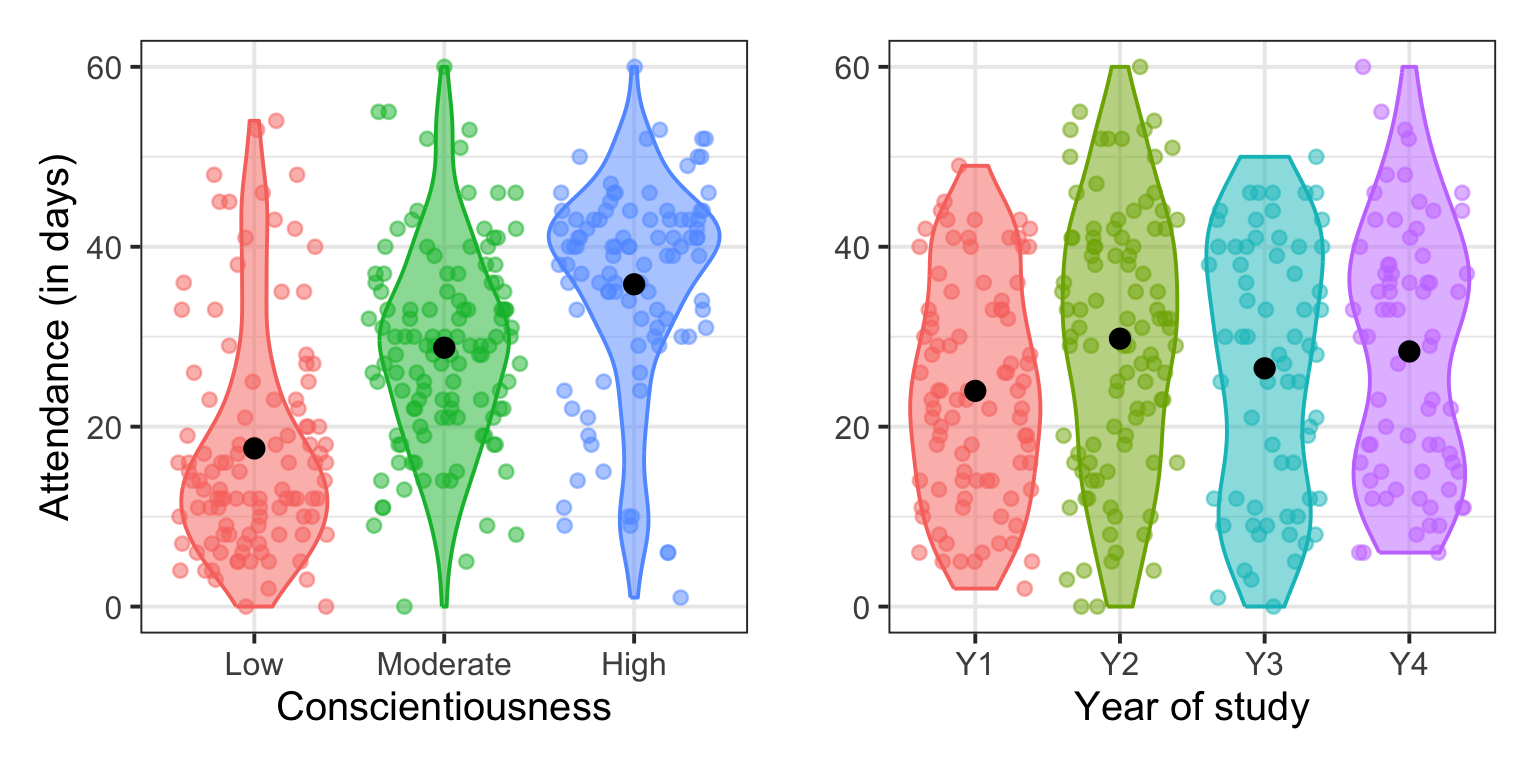 Attendance (in days)
60
40
20
0
Low Moderate High
Conscientiousness
60
40
20
0
Y1 Y2 Y3 Y4
Year of study